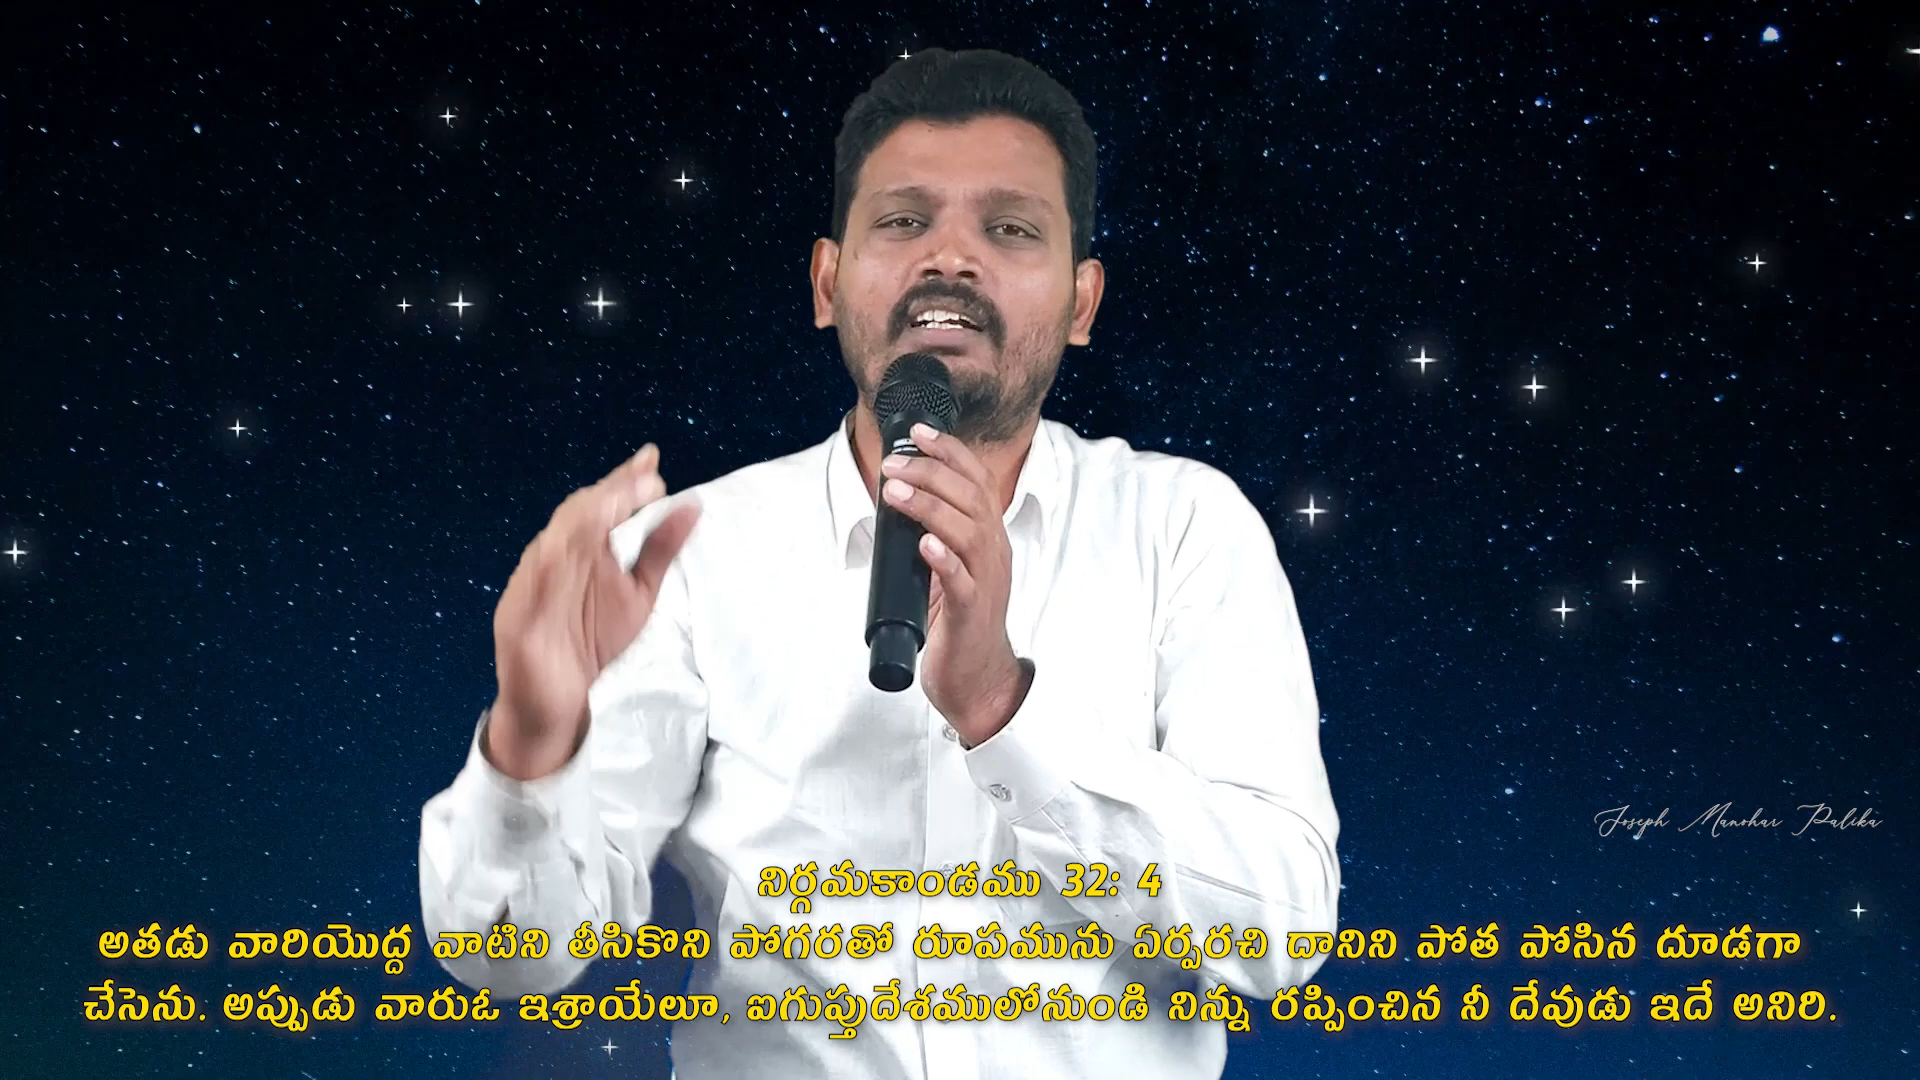 Joseph Manohar Palika
నిర్గమకాండము 32: 4
అతడు వారియొద్ద వాటిని తీసికొని పోగరతో రూపమును ఏర్పరచి దానిని పోత పోసిన దూడగా
చేసెను. అప్పుడు వారుఓ ఇశ్రాయేలూ, ఐగుప్తుదేశములోనుండి నిన్ను రప్పించిన నీ దేవుడు ఇదే అనిరి.